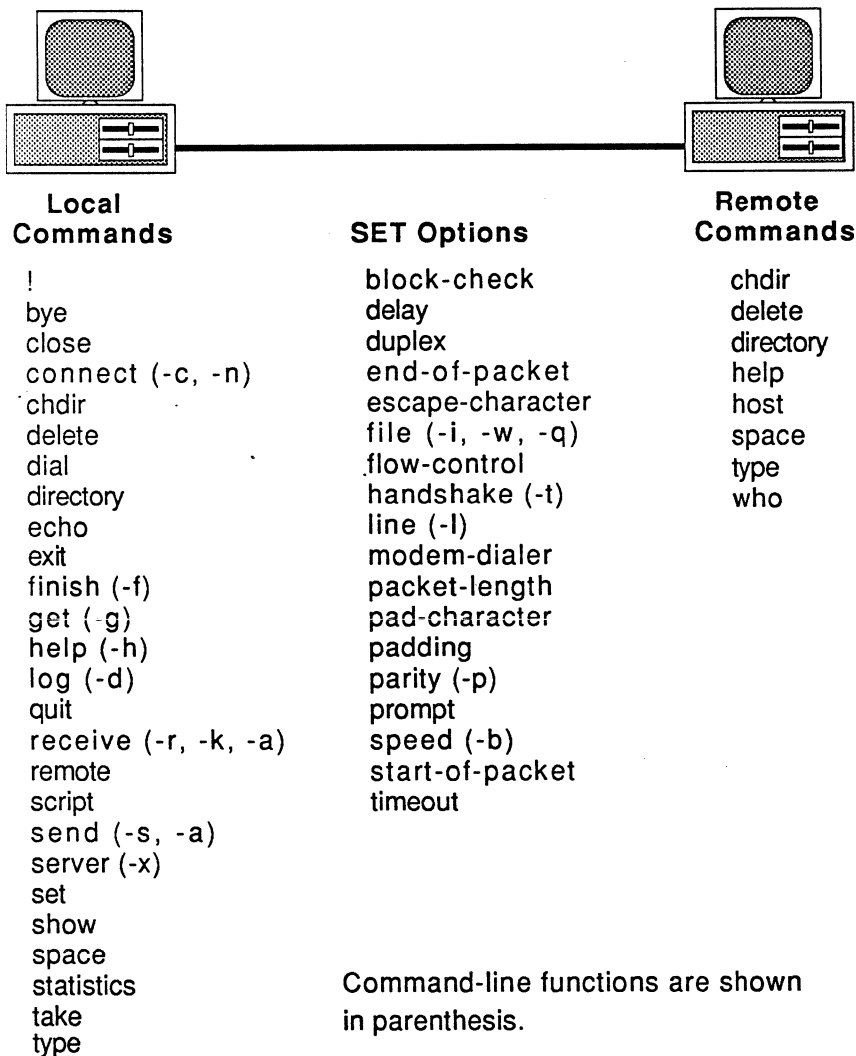 Local
Commands
!
bye
close
connect (-c, -n)
chdir
delete
dial
directory
echo
exit
finish (-f)
get (-g)
help (-h)
log (-d)
quit
receive (-r, -k, -a)
remote
script
send (-s, -a)
server (-x)
set
show
space
statistics
take
type
SET Options
block-check
delay
duplex
end-of-packet
escape-character
file (-i, -w, -q)
flow-control
handshake (-t)
line (-l)
modem-dialer
packet-length
pad-character
padding
parity (-p)
prompt
speed (-b)
start-of-packet
timeout
Remote
Commands
chdir
delete
directory
help
host
space
type
who
Command-line functions are shown
in parenthesis.